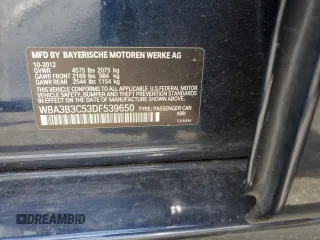 MFD BY BAYERISCHE MOTOREN WERKE AG
10-2012
GVWR 4575 lbs 2075 kg
GAWR FRONT 2169 lbs 984 kg
GAWR REAR 2544 lbs 1154 kg
THIS VEHICLE CONFORMS TO ALL APPLICABLE U.S. FEDERAL MOTOR
VEHICLE SAFETY, BUMPER, AND THEFT PREVENTION STANDARDS
IN EFFECT ON THE DATE OF MANUFACTURE SHOWN ABOVE.
WBA3B3C53DF539650 TYPE: PASSENGER CAR
BIDFAX